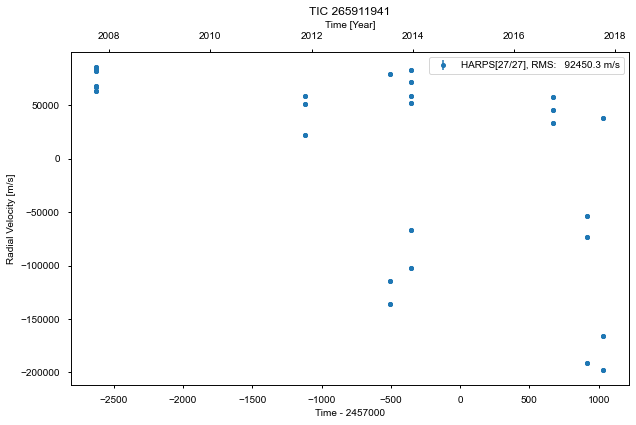 TIC 265911941
Time [Year]
2008 2010 2012 2014 2016 2018
HARPS[27/27], RMS: 92450.3 m/s
Radial Velocity [m/s]
50000
0
−50000
−100000
−150000
−200000
−2500 −2000 −1500 −1000 −500 0 500 1000
Time - 2457000